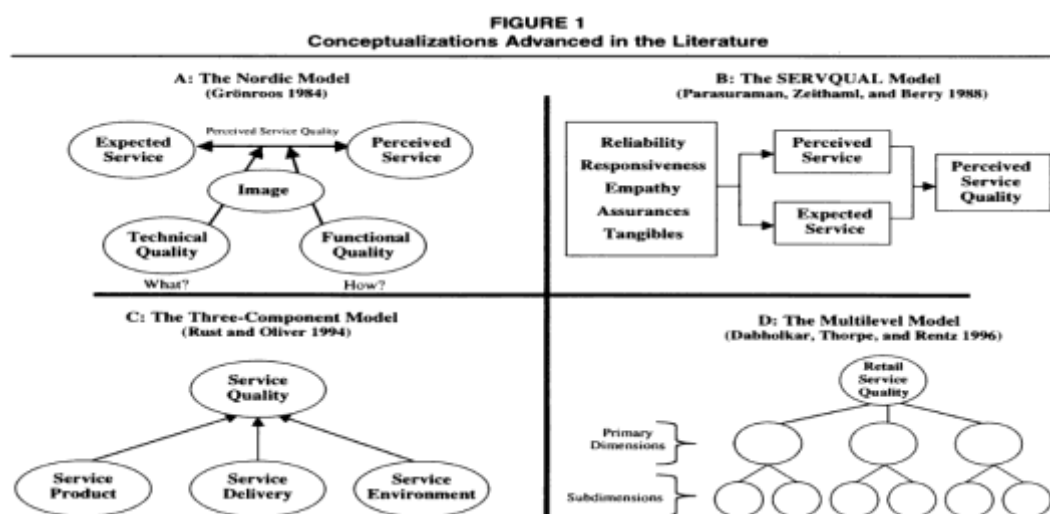 FIGURE 1
Conceptualizations Advanced in the Literature
A: The Nordic Model
(Grönroos 1984)
Perceived Service Quality
Expected
Service
Perceived
Service
Image
Technical
Quality
Functional
Quality
What?
How?
B: The SERVQUAL Model
(Parasuraman, Zeithaml, and Berry 1988)
Reliability
Responsiveness
Empathy
Assurances
Tangibles
Perceived
Service
Expected
Service
Perceived
Service
Quality
C: The Three-Component Model
(Rust and Oliver 1994)
Service
Quality
Service
Product
Service
Delivery
Service
Environment
D: The Multilevel Model
(Dabholkar, Thorpe, and Rentz 1996)
Retail
Service
Quality
Primary
Dimensions
Subdimensions